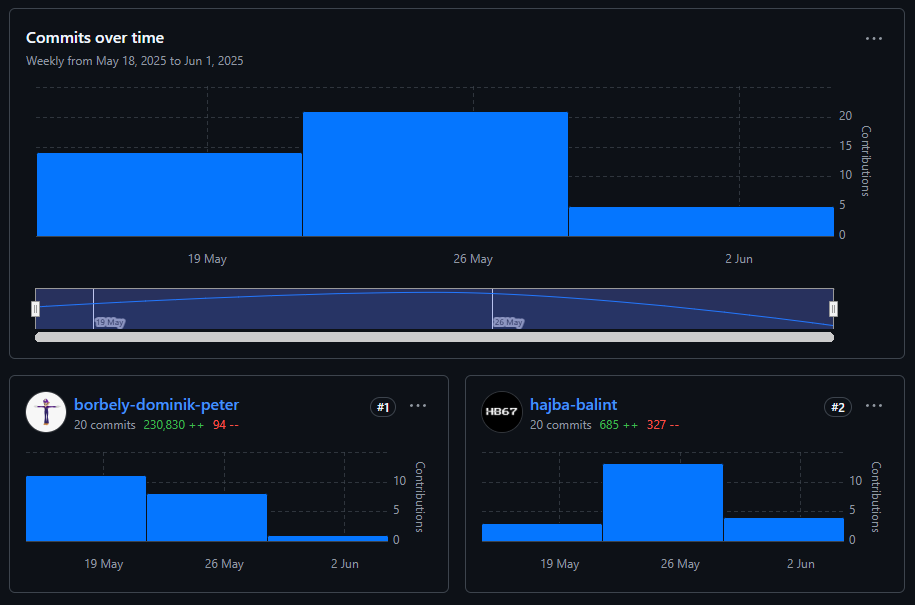 Commits over time
Weekly from May 18, 2025 to Jun 1, 2025
20
15
10
5
0
Contributions
19 May
26 May
2 Jun
19 May
26 May
borbely-dominik-peter
#1
20 commits 230,830 ++ 94 --
10
5
0
Contributions
19 May
26 May
2 Jun
HB67
hajba-balint
#2
20 commits 685 ++ 327 --
10
5
0
Contributions
19 May
26 May
2 Jun